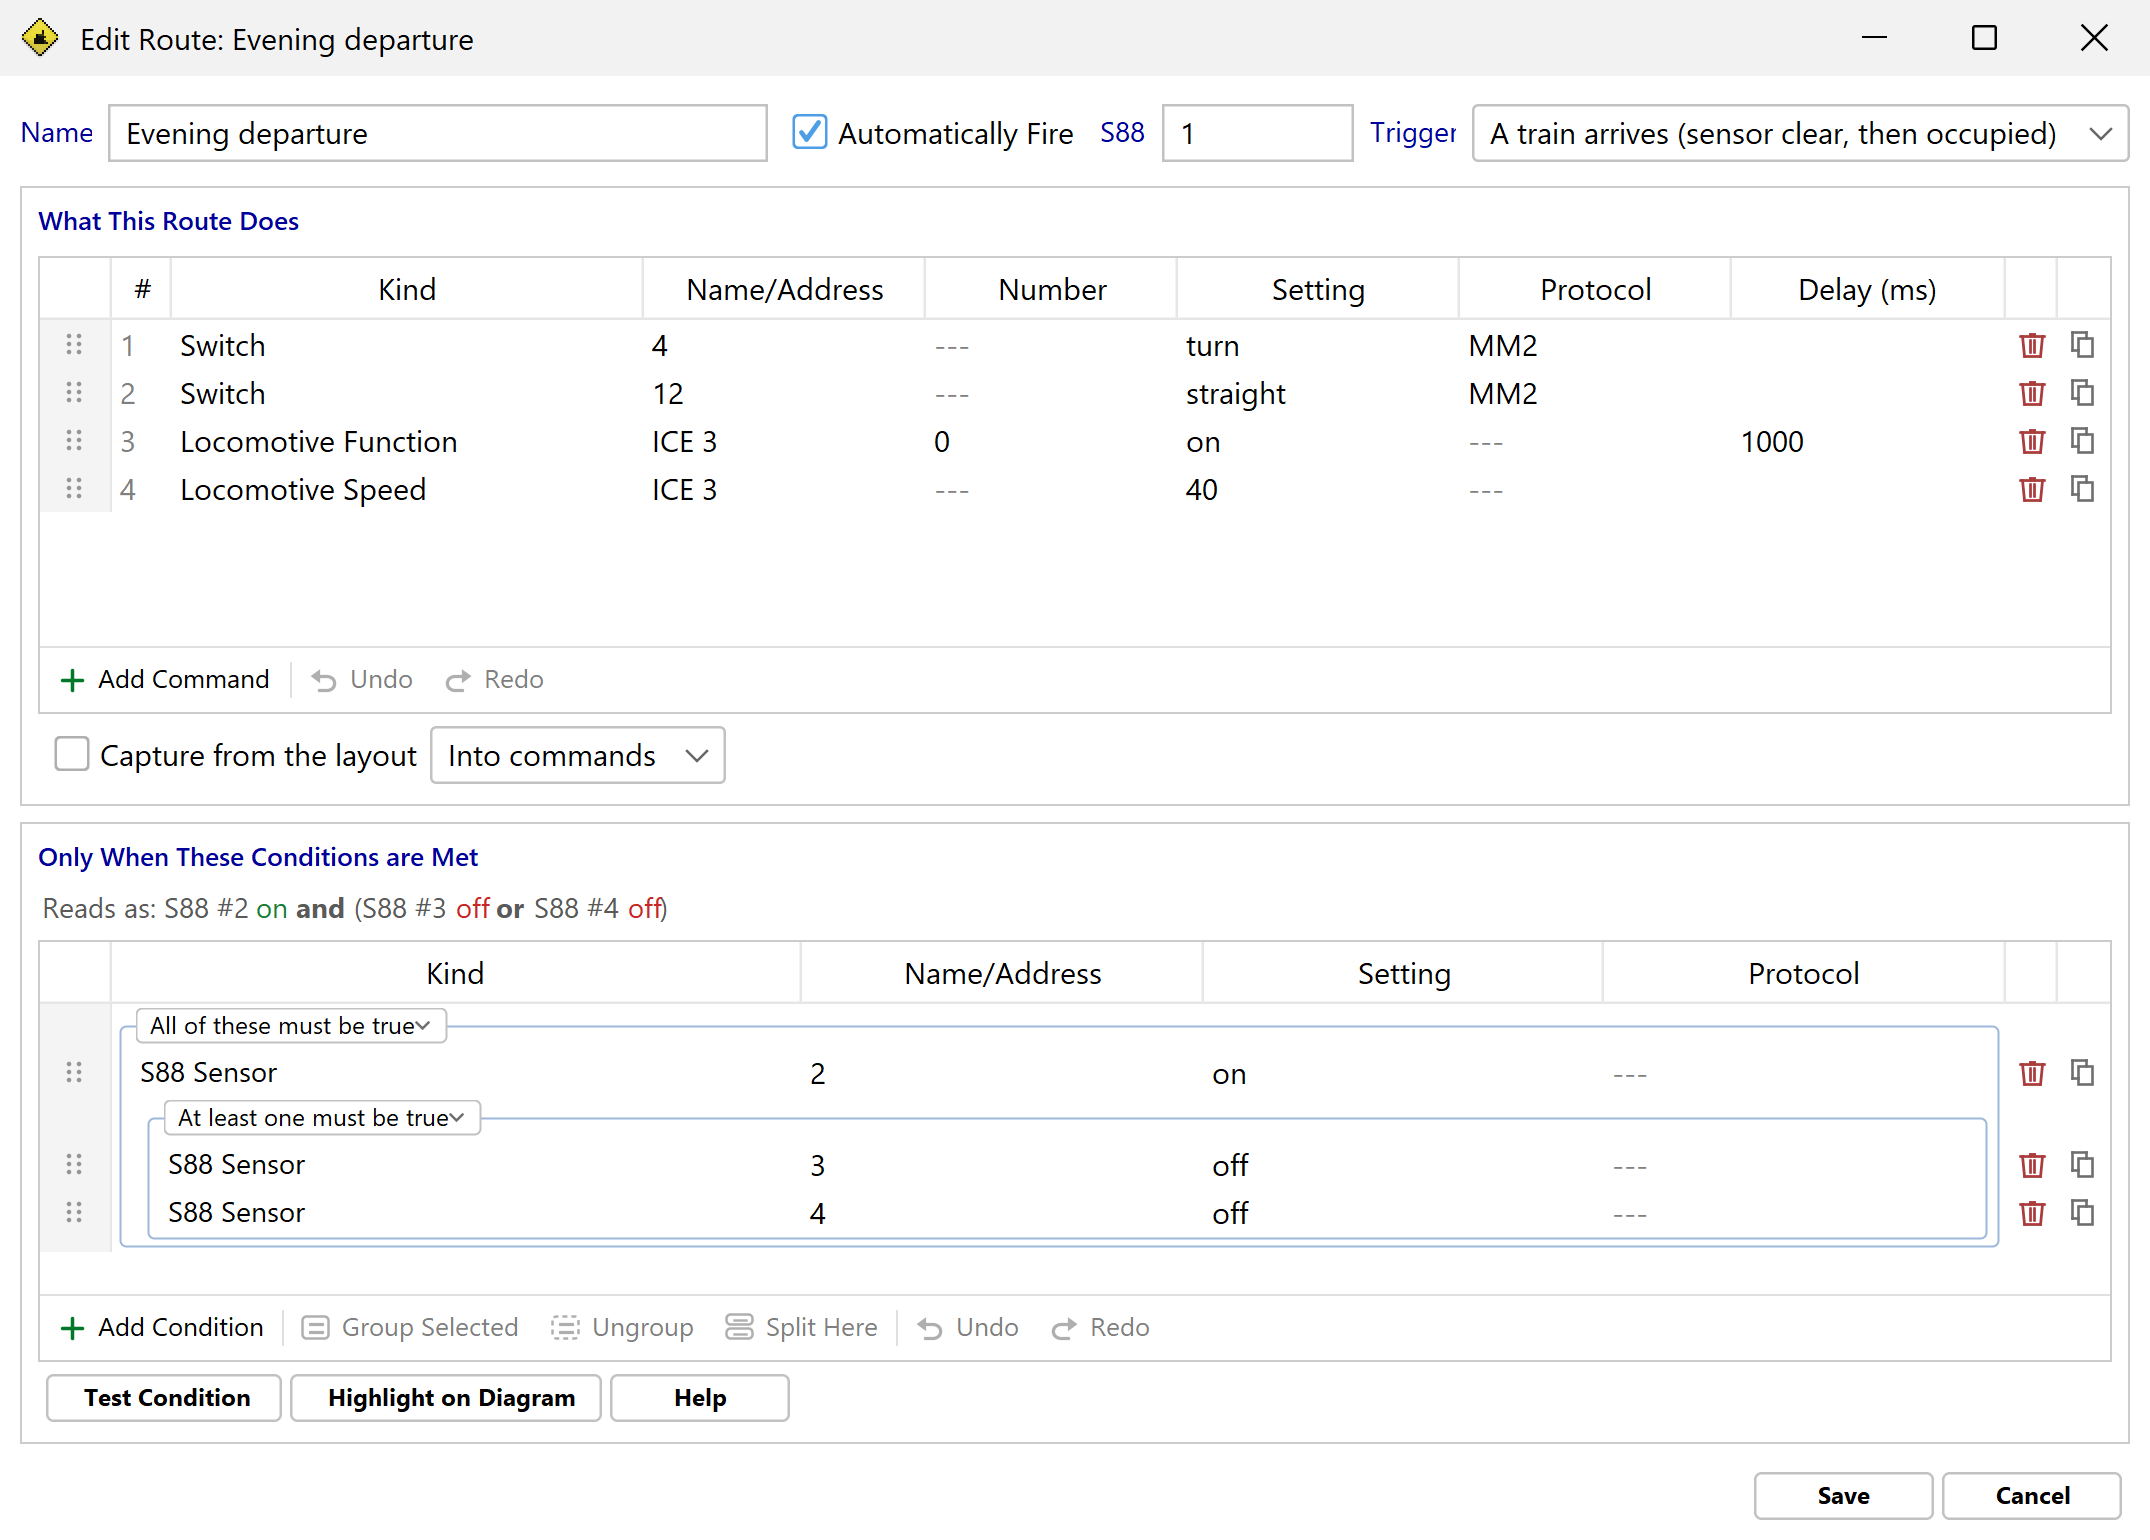 Edit Route: Evening departure
Name Evening departure Automatically Fire S88 1 Trigger A train arrives (sensor clear, then occupied)
What This Route Does
# Kind Name/Address Number Setting Protocol Delay (ms)
1 Switch 4 --- turn MM2
2 Switch 12 --- straight MM2
3 Locomotive Function ICE 3 0 on --- 1000
4 Locomotive Speed ICE 3 --- 40 ---
Add Command Undo Redo
Capture from the layout Into commands
Only When These Conditions are Met
Reads as: S88 #2 on and (S88 #3 off or S88 #4 off)
Kind Name/Address Setting Protocol
All of these must be true
S88 Sensor 2 on ---
At least one must be true
S88 Sensor 3 off ---
S88 Sensor 4 off ---
Add Condition Group Selected Ungroup Split Here Undo Redo
Test Condition Highlight on Diagram Help
Save Cancel